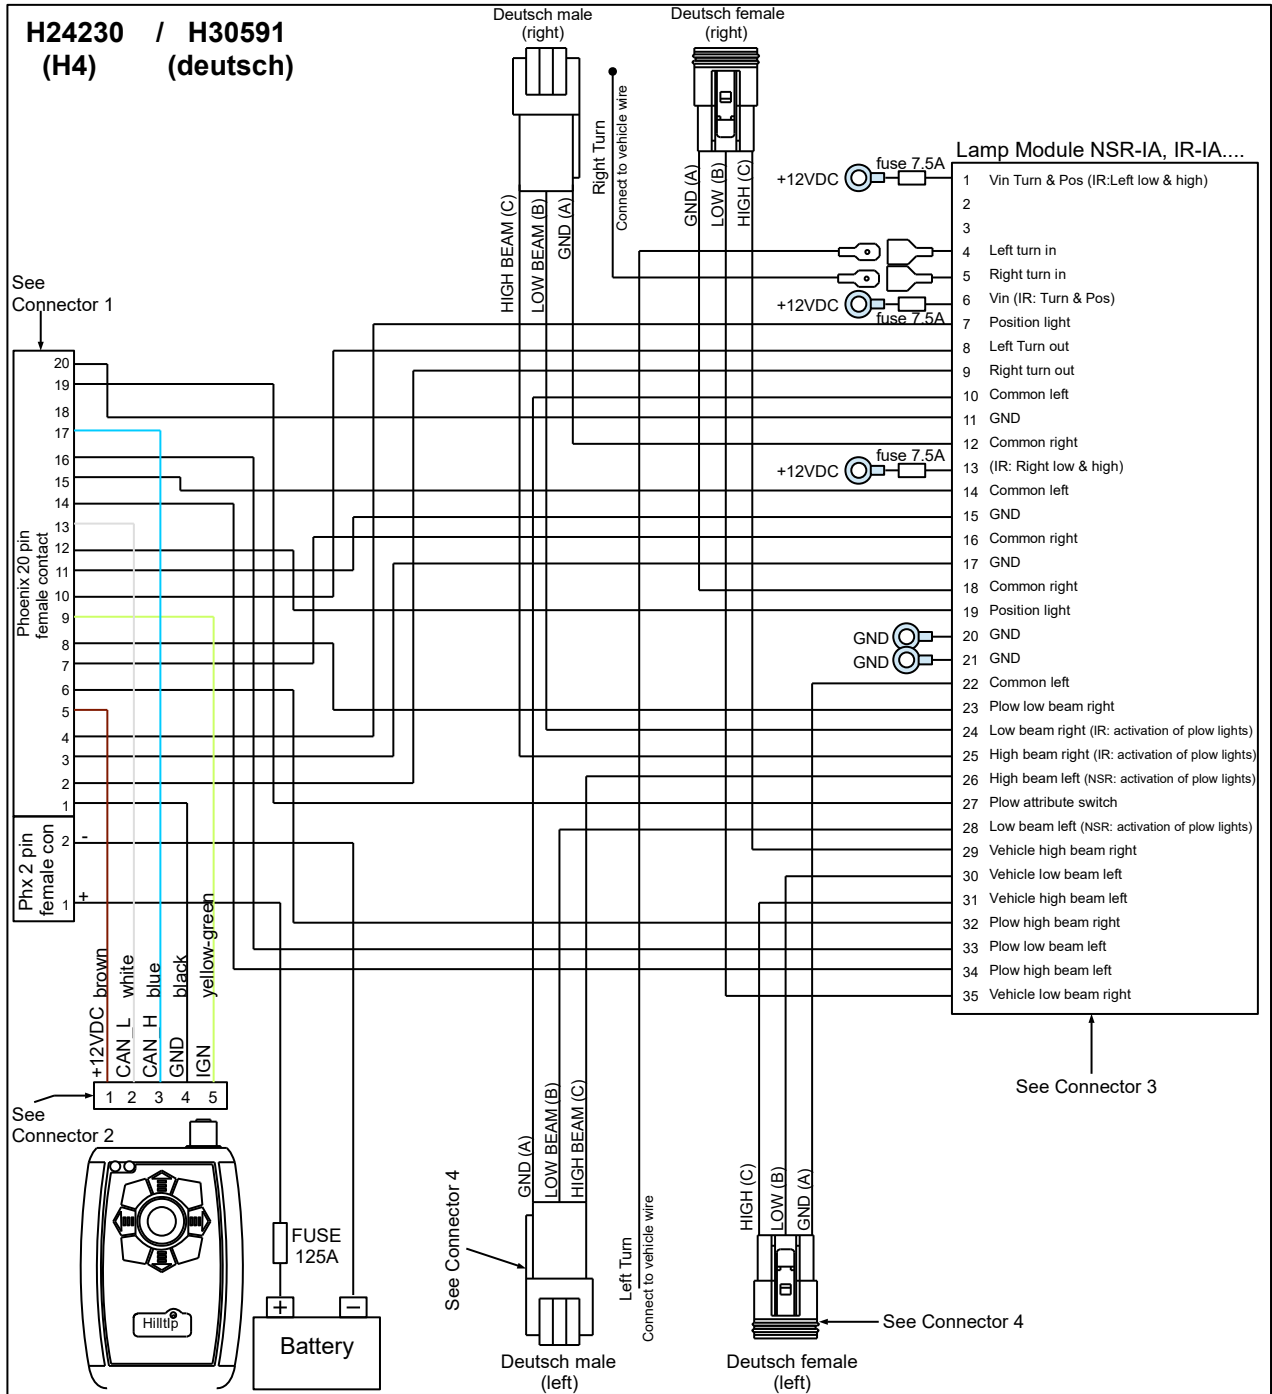 H24230 / H30591
(H4) (deutsch)
Deutsch male
(right)
Deutsch female
(right)
Right Turn
Connect to vehicle wire
HIGH BEAM (C)
LOW BEAM (B)
GND (A)
GND (A)
LOW (B)
HIGH (C)
Lamp Module NSR-IA, IR-IA....
+12VDC
fuse 7.5A
1 Vin Turn & Pos (IR:Left low & high)
2
3
4 Left turn in
5 Right turn in
+12VDC
fuse 7.5A
6 Vin (IR: Turn & Pos)
7 Position light
8 Left Turn out
9 Right turn out
10 Common left
11 GND
12 Common right
+12VDC
fuse 7.5A
13 (IR: Right low & high)
14 Common left
15 GND
16 Common right
17 GND
18 Common right
19 Position light
GND
20 GND
GND
21 GND
22 Common left
23 Plow low beam right
24 Low beam right (IR: activation of plow lights)
25 High beam right (IR: activation of plow lights)
26 High beam left (NSR: activation of plow lights)
27 Plow attribute switch
28 Low beam left (NSR: activation of plow lights)
29 Vehicle high beam right
30 Vehicle low beam left
31 Vehicle high beam left
32 Plow high beam right
33 Plow low beam left
34 Plow high beam left
35 Vehicle low beam right
See Connector 3
See
Connector 1
Phoenix 20 pin
female contact
20
19
18
17
16
15
14
13
12
11
10
9
8
7
6
5
4
3
2
1
Phx 2 pin
female con
2 -
1 +
+12VDC brown
CAN_L white
CAN_H blue
GND black
IGN yellow-green
1 2 3 4 5
See
Connector 2
HilltIp
FUSE
125A
+ −
Battery
GND (A)
LOW BEAM (B)
HIGH BEAM (C)
See Connector 4
Deutsch male
(left)
Left Turn
Connect to vehicle wire
HIGH (C)
LOW (B)
GND (A)
See Connector 4
Deutsch female
(left)